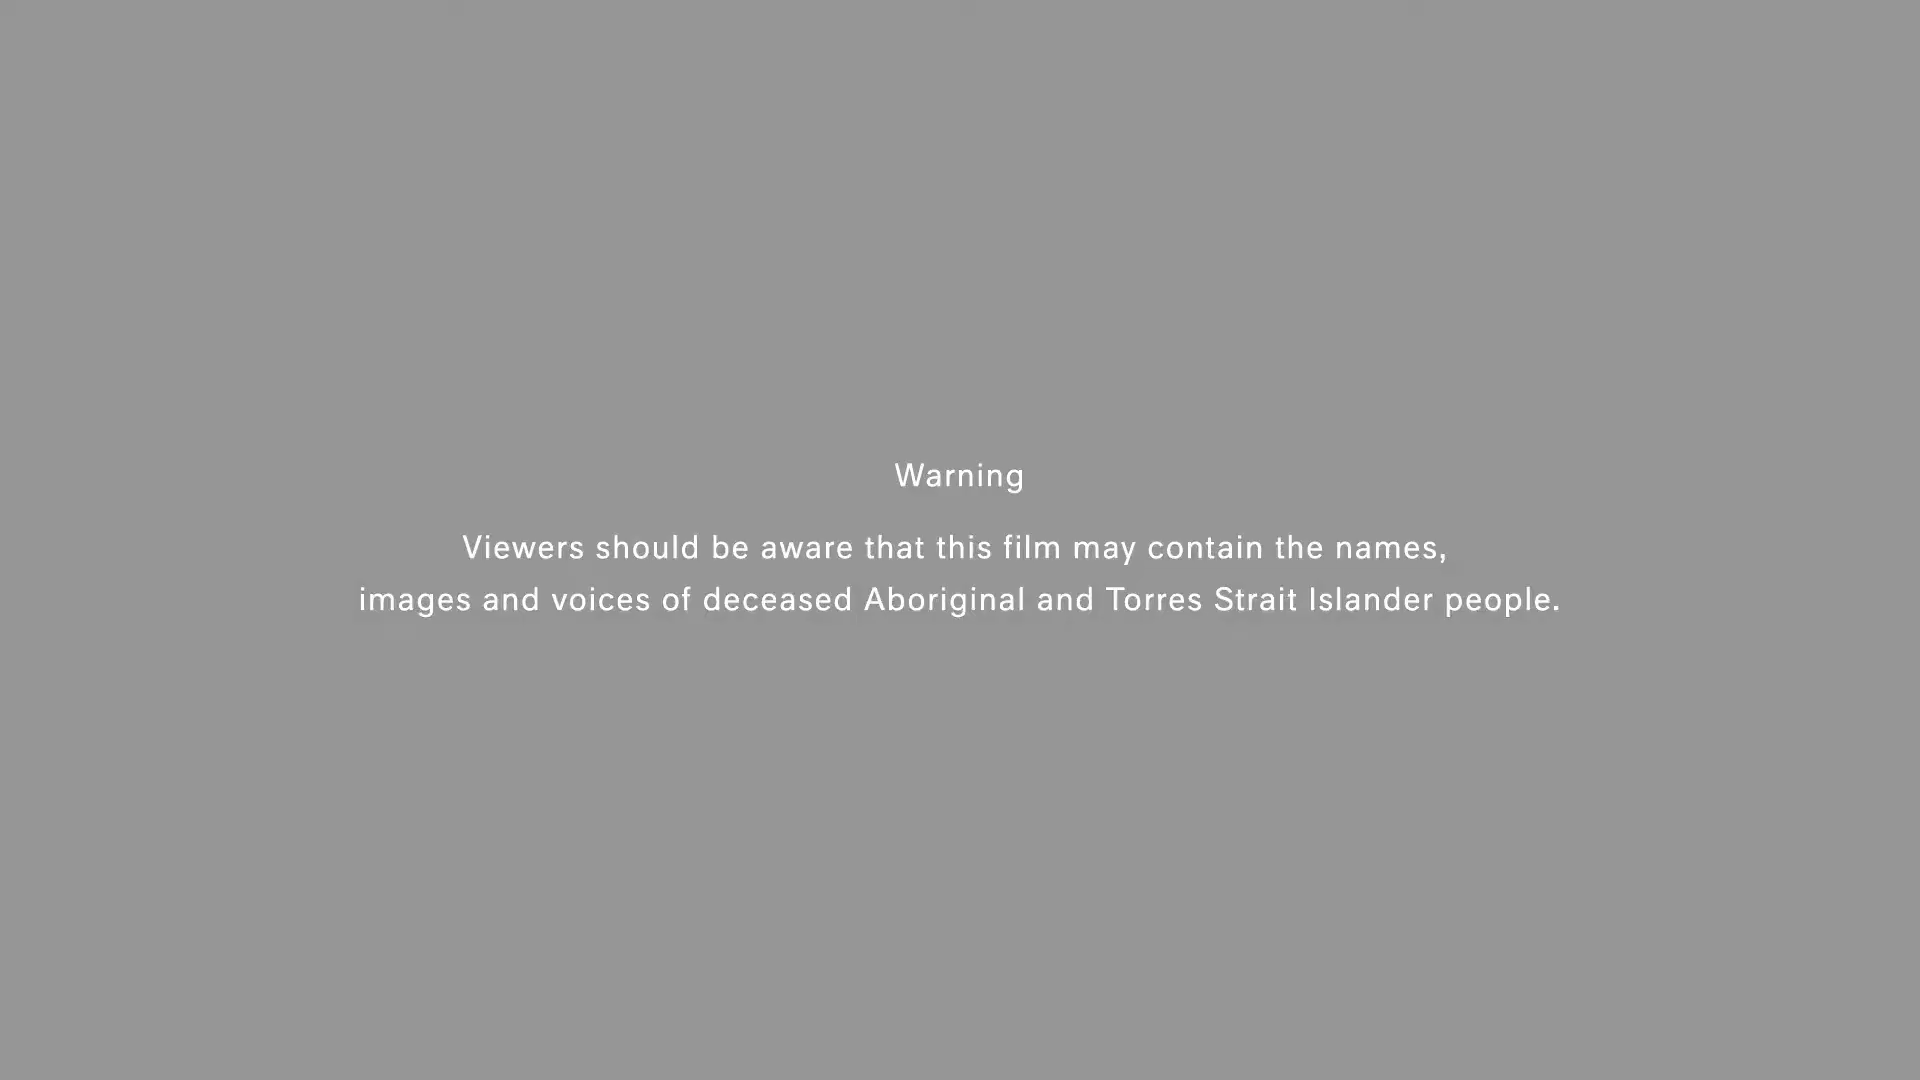 Warning
Viewers should be aware that this film may contain the names,
images and voices of deceased Aboriginal and Torres Strait Islander people.